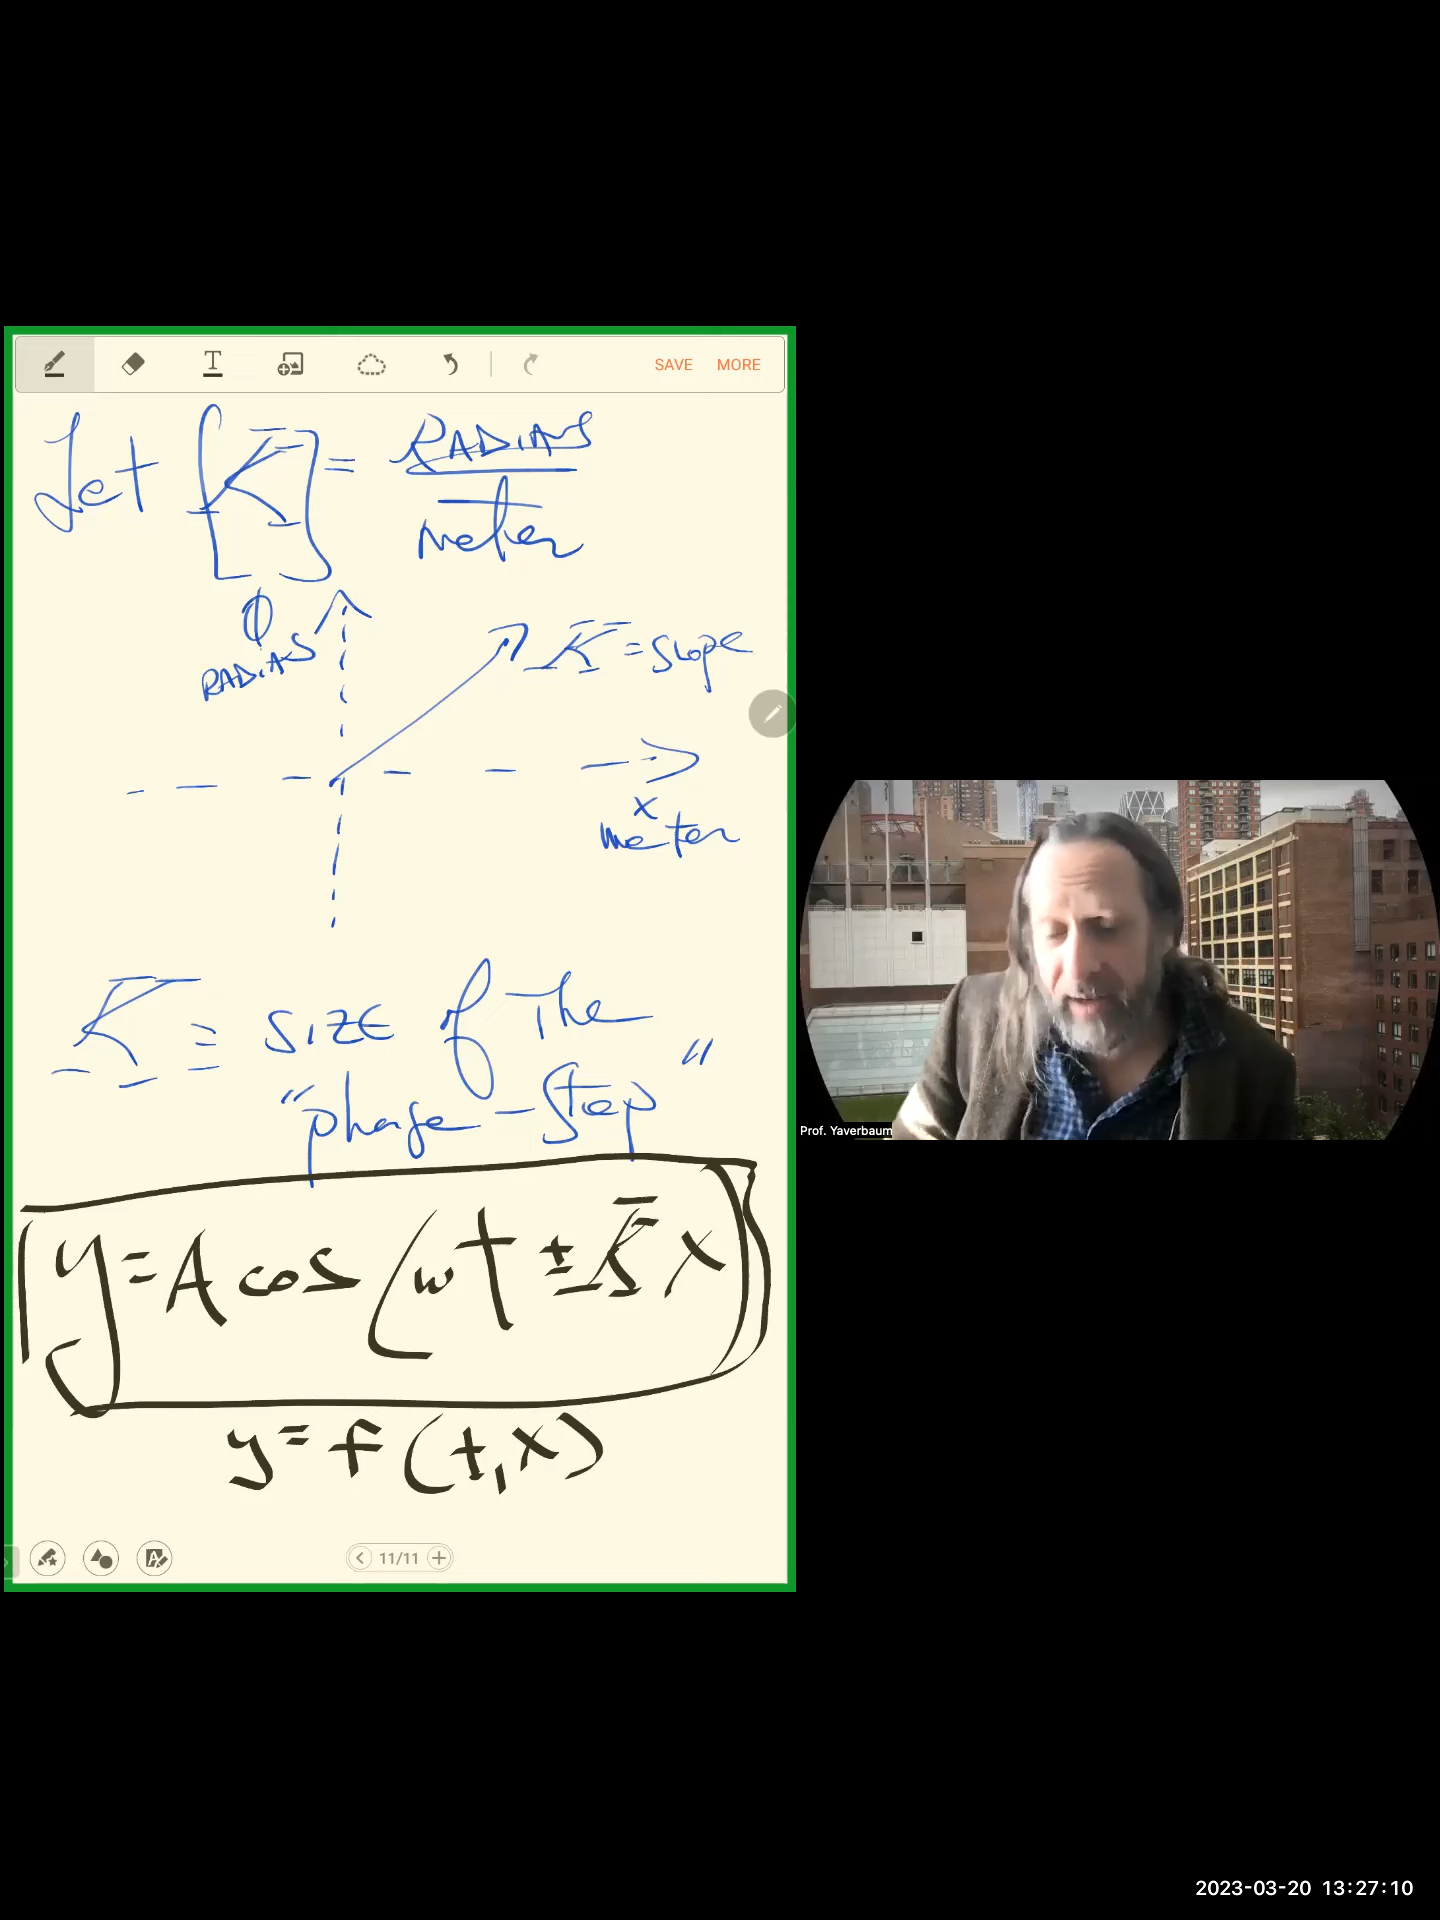 SAVE MORE
Let [K] = RADIANS
meter
ϕ
RADIANS
K = slope
x
meter
K ≡ SIZE of The
"phase-step"
y = A cos (ωt ± Kx)
y = f(t,x)
11/11
Prof. Yaverbaum
2023-03-20 13:27:10